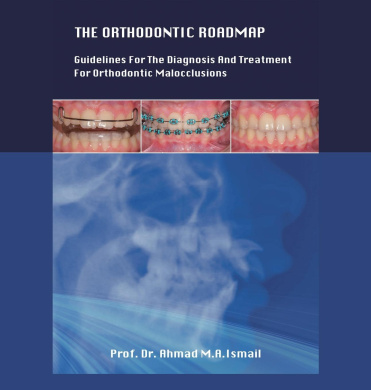 THE ORTHODONTIC ROADMAP
Guidelines For The Diagnosis And Treatment
For Orthodontic Malocclusions
Prof. Dr. Ahmad M.A.Ismail